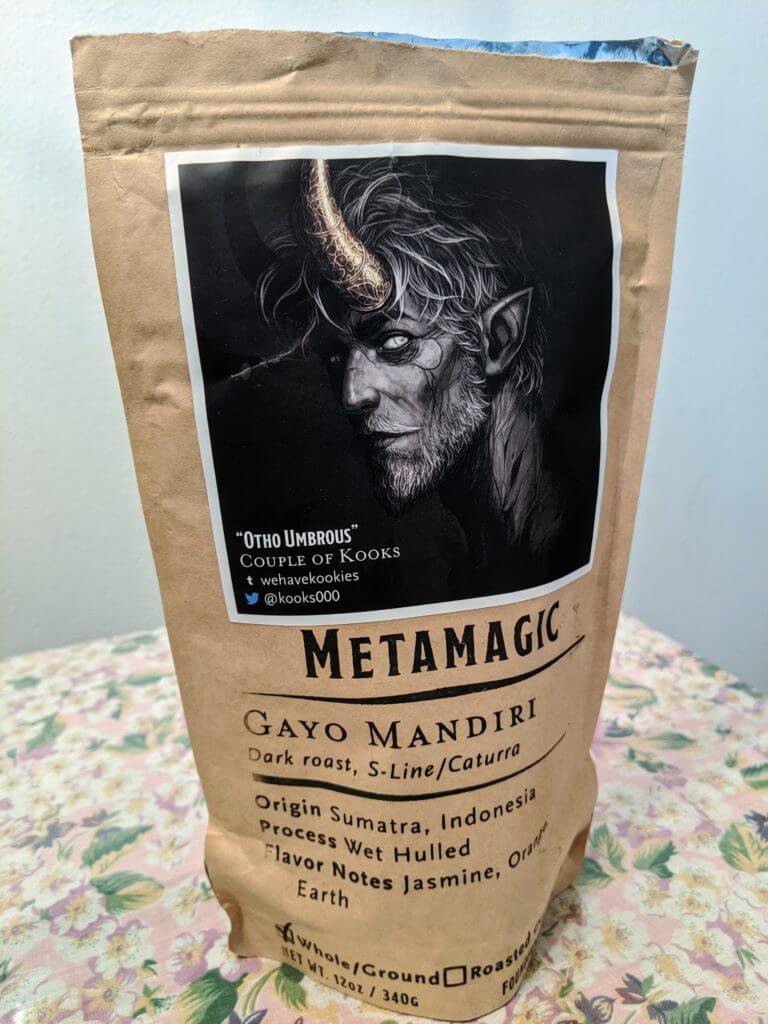 "Otho Umbrous"
Couple of Kooks
t wehavekookies
@kooks000
Metamagic
Gayo Mandiri
Dark roast, S-Line/Caturra
Origin Sumatra, Indonesia
Process Wet Hulled
Flavor Notes Jasmine, Orange
Earth
Whole/Ground Roasted
NET WT. 12oz / 340g